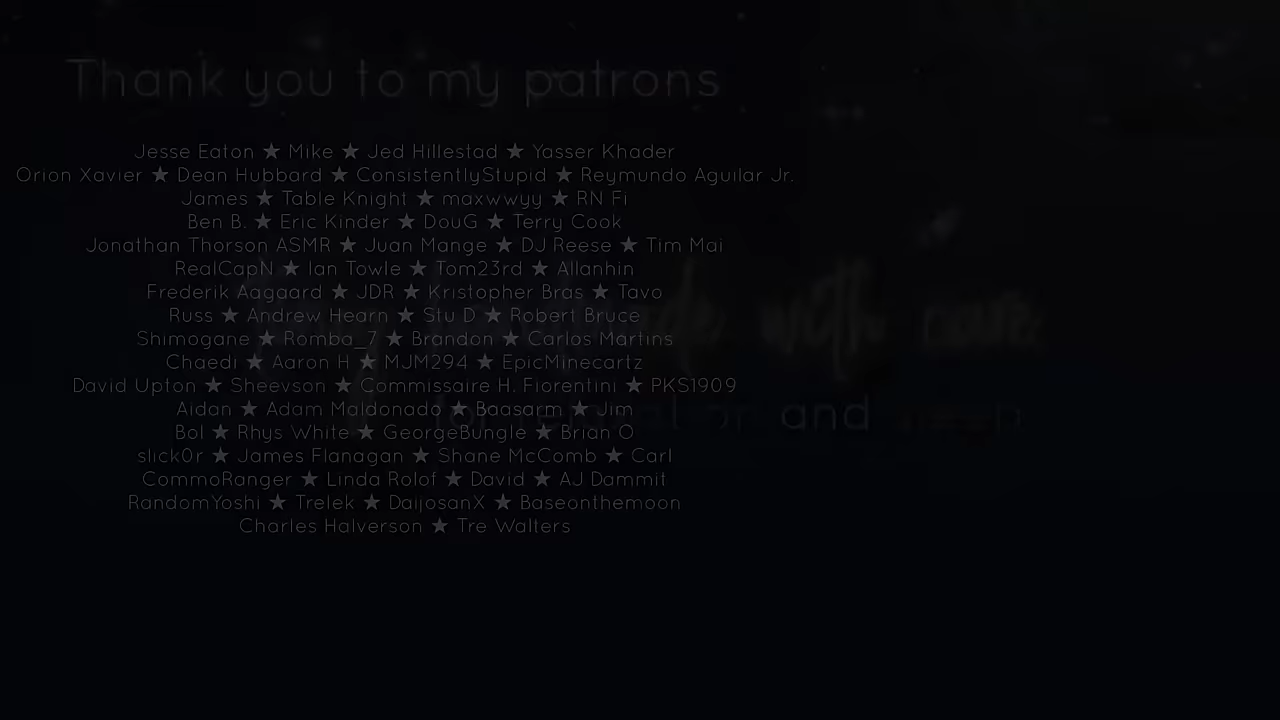 Thank you to my patrons
Jesse Eaton ★ Mike ★ Jed Hillestad ★ Yasser Khader
Orion Xavier ★ Dean Hubbard ★ ConsistentlyStupid ★ Reymundo Aguilar Jr.
James ★ Table Knight ★ maxwwyy ★ RN Fi
Ben B. ★ Eric Kinder ★ DouG ★ Terry Cook
Jonathan Thorson ASMR ★ Juan Mange ★ DJ Reese ★ Tim Mai
RealCapN ★ Ian Towle ★ Tom23rd ★ Allanhin
Frederik Aagaard ★ JDR ★ Kristopher Bras ★ Tavo
Russ ★ Andrew Hearn ★ Stu D ★ Robert Bruce
Shimogane ★ Romba_7 ★ Brandon ★ Carlos Martins
Chaedi ★ Aaron H ★ MJM294 ★ EpicMinecartz
David Upton ★ Sheevson ★ Commissaire H. Fiorentini ★ PKS1909
Aidan ★ Adam Maldonado ★ Baasarm ★ Jim
Bol ★ Rhys White ★ GeorgeBungle ★ Brian O
slick0r ★ James Flanagan ★ Shane McComb ★ Carl
CommoRanger ★ Linda Rolof ★ David ★ AJ Dammit
RandomYoshi ★ Trelek ★ DaijosanX ★ Baseonthemoon
Charles Halverson ★ Tre Walters
with
and